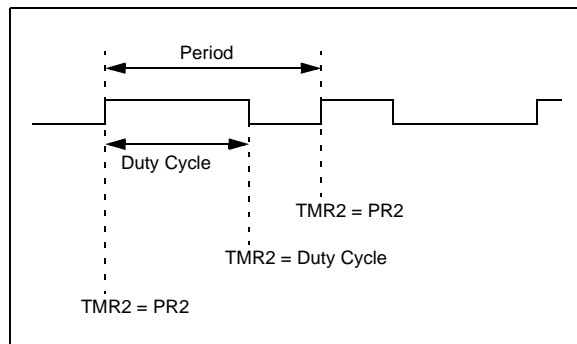 Period
Duty Cycle
TMR2 = PR2
TMR2 = Duty Cycle
TMR2 = PR2